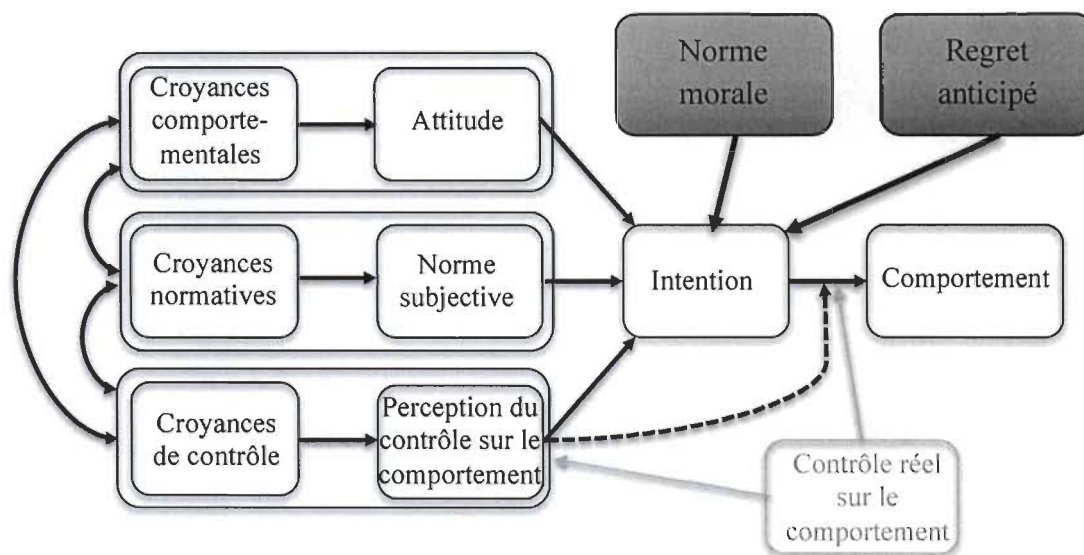 Norme
morale
Regret
anticipé
Croyances
comporte-
mentales
Attitude
Croyances
normatives
Norme
subjective
Intention
Comportement
Croyances
de contrôle
Perception du
contrôle sur le
comportement
Contrôle réel
sur le
comportement